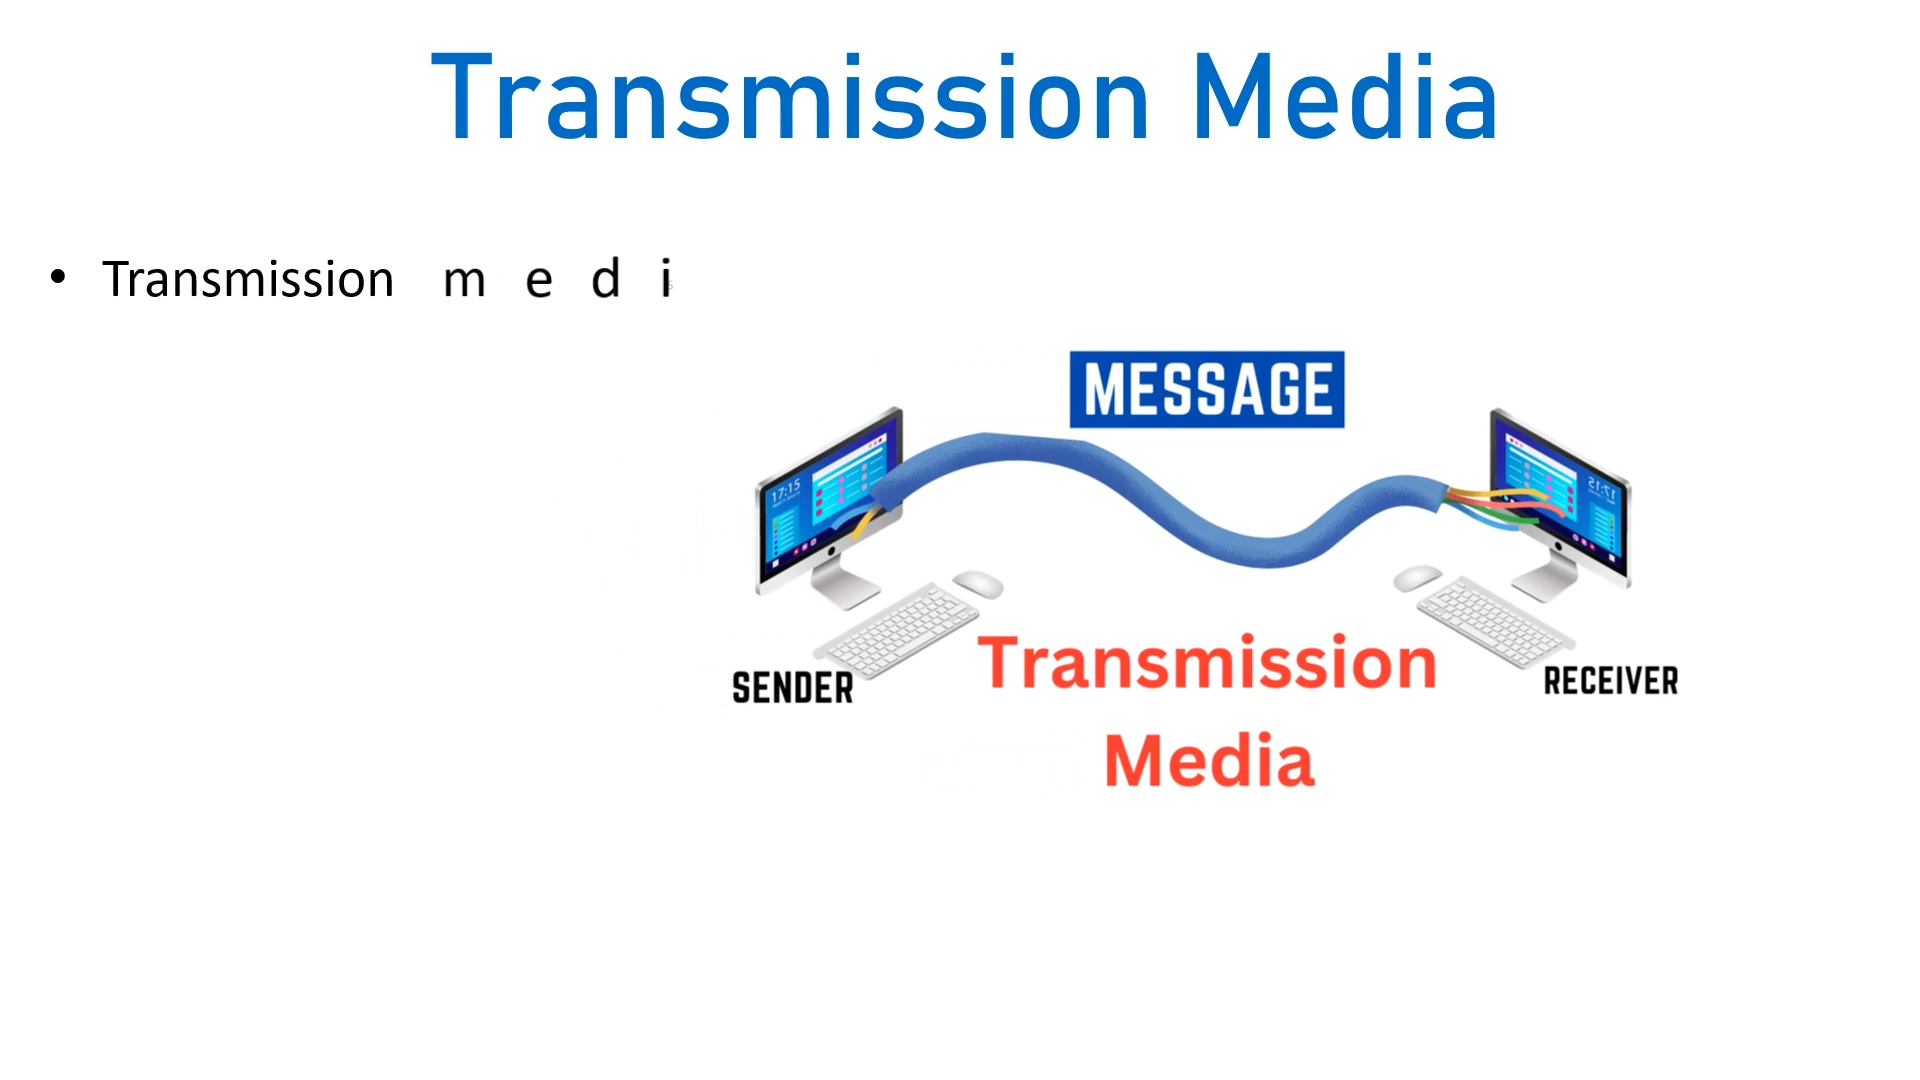 Transmission Media
• Transmission m e d i
MESSAGE
17:15
17:15
SENDER
Transmission
Media
RECEIVER